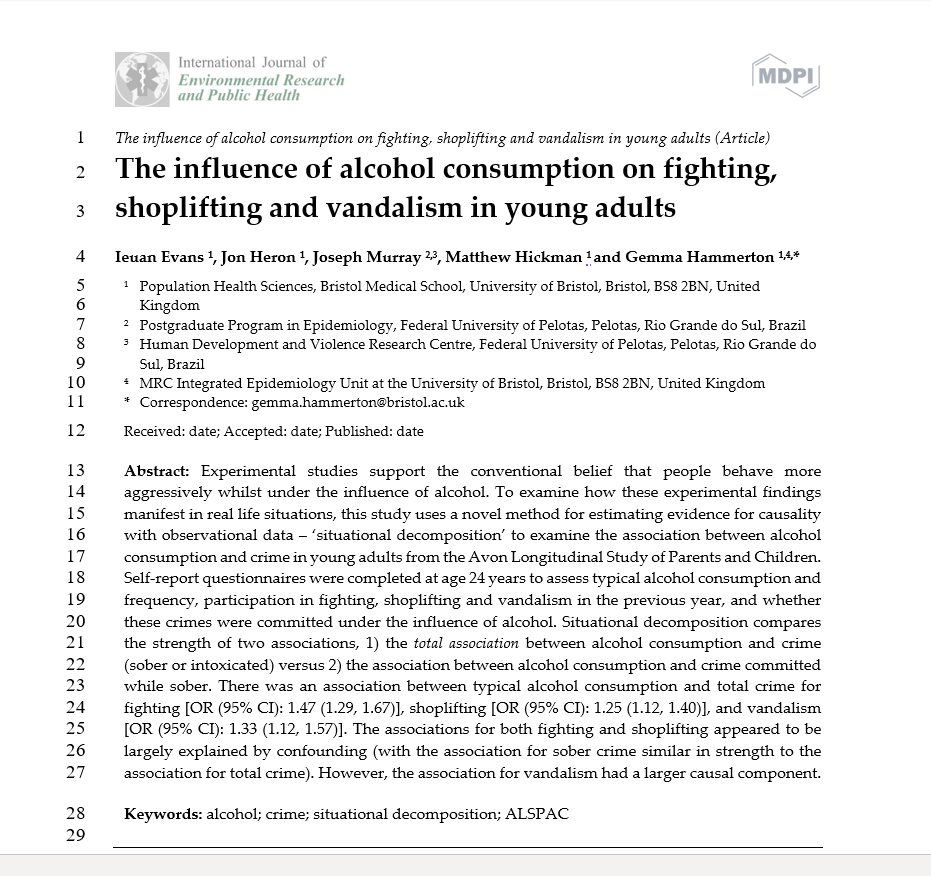 International Journal of
Environmental Research
and Public Health
MDPI
1 The influence of alcohol consumption on fighting, shoplifting and vandalism in young adults (Article)
2 The influence of alcohol consumption on fighting,
3 shoplifting and vandalism in young adults
4 Ieuan Evans ¹, Jon Heron ¹, Joseph Murray ²,³, Matthew Hickman ¹ and Gemma Hammerton ¹,⁴,*
5 ¹ Population Health Sciences, Bristol Medical School, University of Bristol, Bristol, BS8 2BN, United
6 Kingdom
7 ² Postgraduate Program in Epidemiology, Federal University of Pelotas, Pelotas, Rio Grande do Sul, Brazil
8 ³ Human Development and Violence Research Centre, Federal University of Pelotas, Pelotas, Rio Grande do
9 Sul, Brazil
10 ⁴ MRC Integrated Epidemiology Unit at the University of Bristol, Bristol, BS8 2BN, United Kingdom
11 * Correspondence: gemma.hammerton@bristol.ac.uk
12 Received: date; Accepted: date; Published: date
13 Abstract: Experimental studies support the conventional belief that people behave more
14 aggressively whilst under the influence of alcohol. To examine how these experimental findings
15 manifest in real life situations, this study uses a novel method for estimating evidence for causality
16 with observational data – ‘situational decomposition’ to examine the association between alcohol
17 consumption and crime in young adults from the Avon Longitudinal Study of Parents and Children.
18 Self-report questionnaires were completed at age 24 years to assess typical alcohol consumption and
19 frequency, participation in fighting, shoplifting and vandalism in the previous year, and whether
20 these crimes were committed under the influence of alcohol. Situational decomposition compares
21 the strength of two associations, 1) the total association between alcohol consumption and crime
22 (sober or intoxicated) versus 2) the association between alcohol consumption and crime committed
23 while sober. There was an association between typical alcohol consumption and total crime for
24 fighting [OR (95% CI): 1.47 (1.29, 1.67)], shoplifting [OR (95% CI): 1.25 (1.12, 1.40)], and vandalism
25 [OR (95% CI): 1.33 (1.12, 1.57)]. The associations for both fighting and shoplifting appeared to be
26 largely explained by confounding (with the association for sober crime similar in strength to the
27 association for total crime). However, the association for vandalism had a larger causal component.
28 Keywords: alcohol; crime; situational decomposition; ALSPAC
29